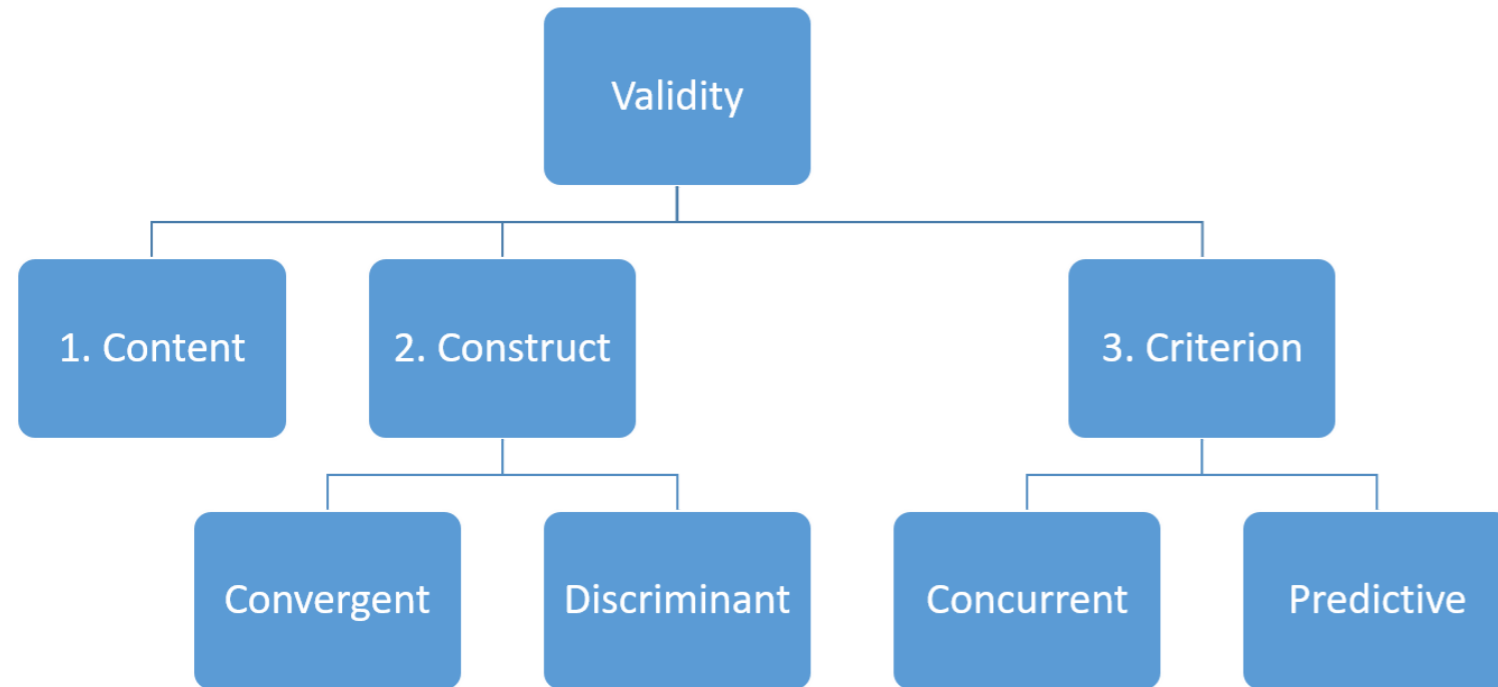 Validity
1. Content
2. Construct
3. Criterion
Convergent
Discriminant
Concurrent
Predictive